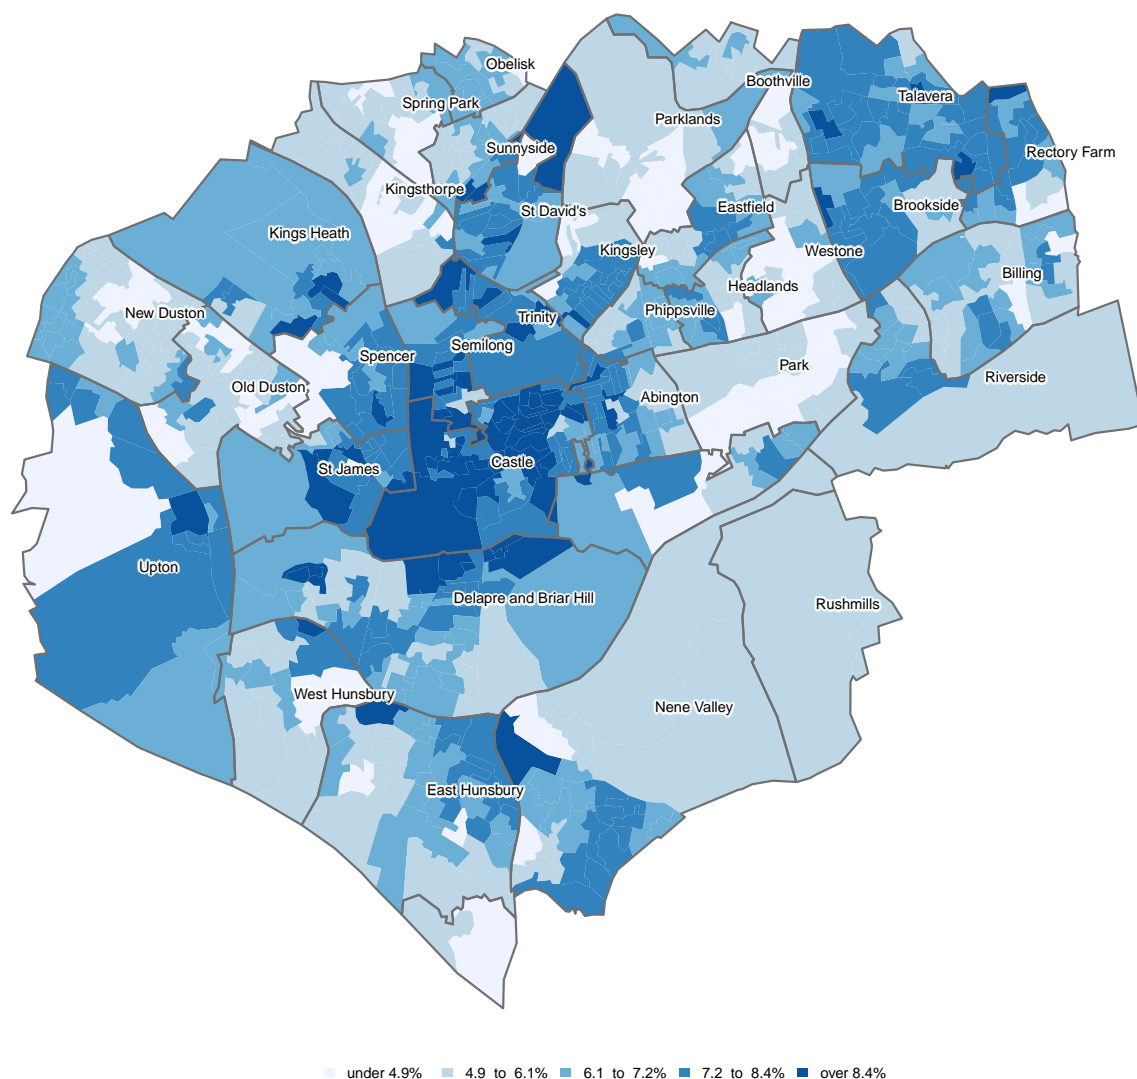 Obelisk
Boothville
Spring Park
Talavera
Parklands
Sunnyside
Rectory Farm
Kingsthorpe
Eastfield
Brookside
St David's
Kings Heath
Kingsley
Westone
Billing
Headlands
New Duston
Phippsville
Trinity
Semilong
Spencer
Park
Riverside
Old Duston
Abington
St James
Castle
Upton
Delapre and Briar Hill
Rushmills
West Hunsbury
Nene Valley
East Hunsbury
under 4.9% 4.9 to 6.1% 6.1 to 7.2% 7.2 to 8.4% over 8.4%